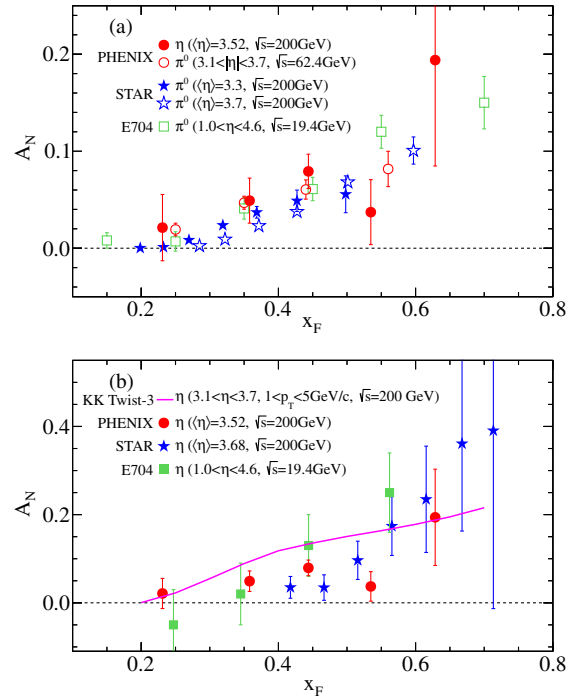 (a)
PHENIX
η (⟨η⟩=3.52, √s=200GeV)
π⁰ (3.1<|η|<3.7, √s=62.4GeV)
STAR
π⁰ (⟨η⟩=3.3, √s=200GeV)
π⁰ (⟨η⟩=3.7, √s=200GeV)
E704
π⁰ (1.0<η<4.6, √s=19.4GeV)
0.2
0.1
0.0
A_N
0.2 0.4 0.6 0.8
x_F
(b)
KK Twist-3 η (3.1<η<3.7, 1<p_T<5GeV/c, √s=200 GeV)
PHENIX η (⟨η⟩=3.52, √s=200GeV)
STAR η (⟨η⟩=3.68, √s=200GeV)
E704 η (1.0<η<4.6, √s=19.4GeV)
0.4
0.2
0.0
A_N
0.2 0.4 0.6 0.8
x_F